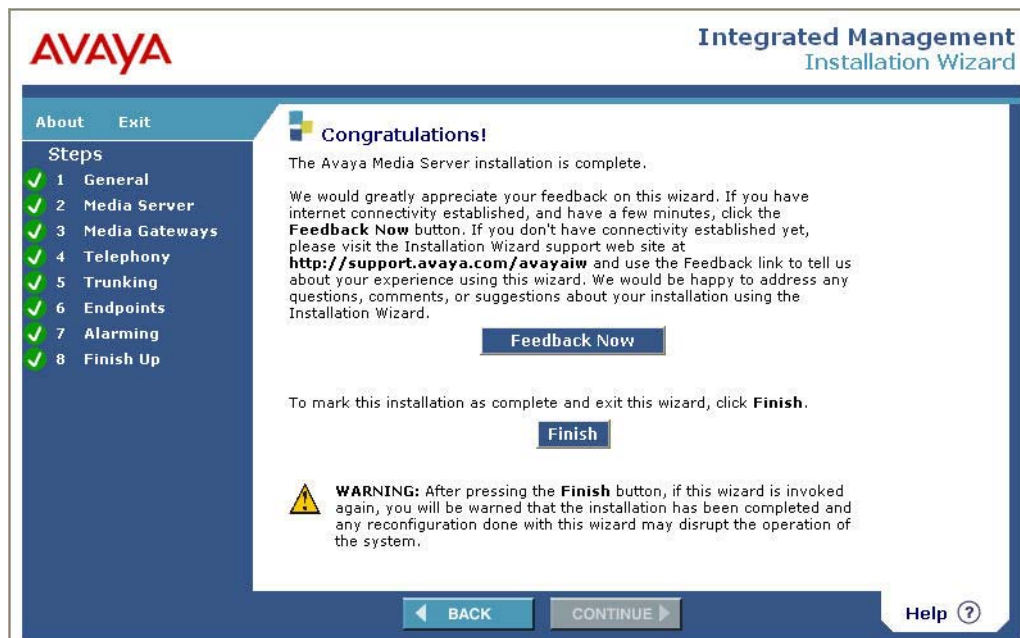 AVAYA
Integrated Management
Installation Wizard
About Exit
Steps
1 General
2 Media Server
3 Media Gateways
4 Telephony
5 Trunking
6 Endpoints
7 Alarming
8 Finish Up
Congratulations!
The Avaya Media Server installation is complete.
We would greatly appreciate your feedback on this wizard. If you have
internet connectivity established, and have a few minutes, click the
Feedback Now button. If you don't have connectivity established yet,
please visit the Installation Wizard support web site at
http://support.avaya.com/avayaiw and use the Feedback link to tell us
about your experience using this wizard. We would be happy to address any
questions, comments, or suggestions about your installation using the
Installation Wizard.
Feedback Now
To mark this installation as complete and exit this wizard, click Finish.
Finish
WARNING: After pressing the Finish button, if this wizard is invoked
again, you will be warned that the installation has been completed and
any reconfiguration done with this wizard may disrupt the operation of
the system.
BACK
CONTINUE
Help ?